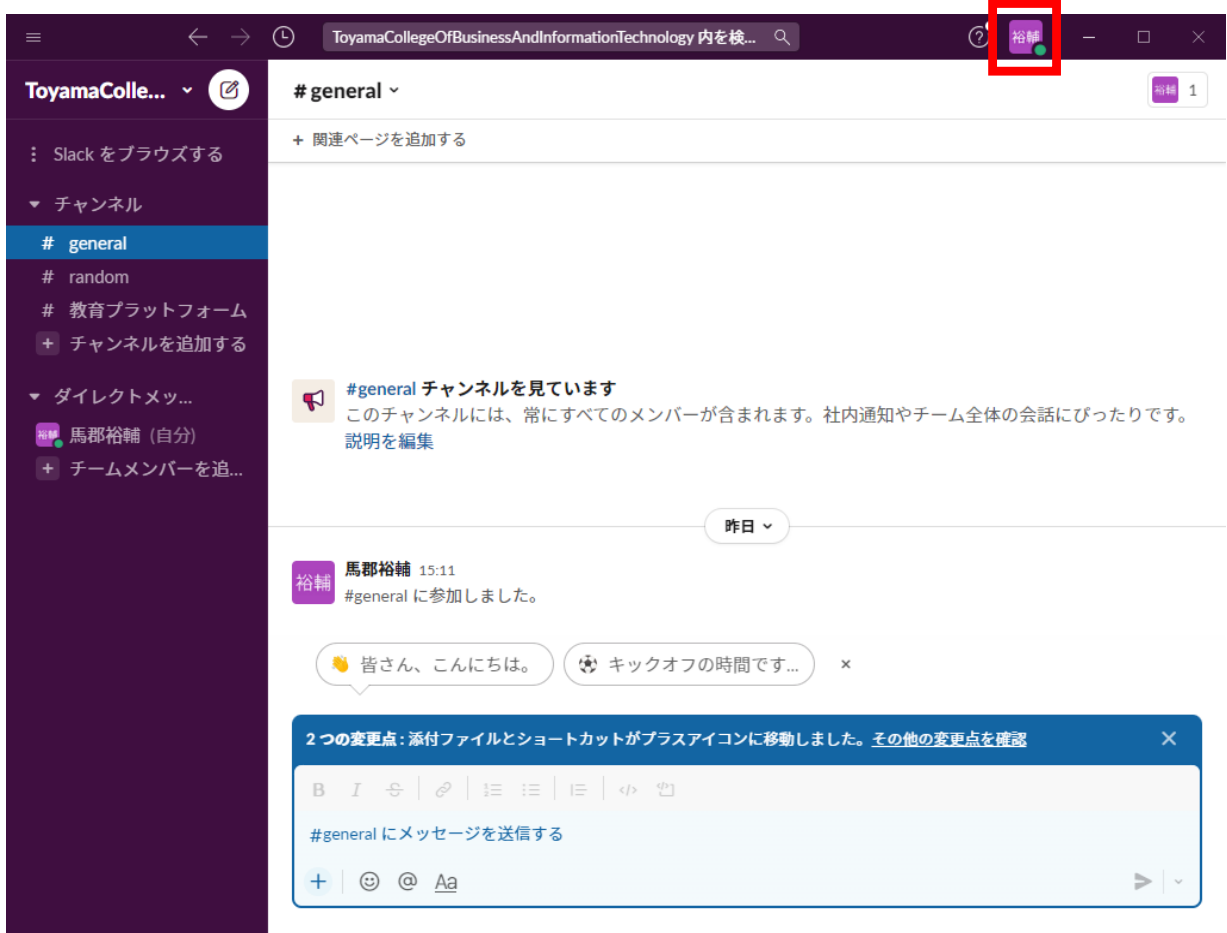 ToyamaCollegeOfBusinessAndInformationTechnology 内を検...
裕輔
ToyamaColle...
# general
裕輔 1
+ 関連ページを追加する
Slack をブラウズする
チャンネル
# general
# random
# 教育プラットフォーム
+ チャンネルを追加する
ダイレクトメッ...
裕輔 馬郡裕輔 (自分)
+ チームメンバーを追...
#general チャンネルを見ています
このチャンネルには、常にすべてのメンバーが含まれます。社内通知やチーム全体の会話にぴったりです。
説明を編集
昨日
裕輔
馬郡裕輔 15:11
#general に参加しました。
皆さん、こんにちは。
キックオフの時間です...
2 つの変更点 : 添付ファイルとショートカットがプラスアイコンに移動しました。その他の変更点を確認
B I S
#general にメッセージを送信する
+ @ Aa